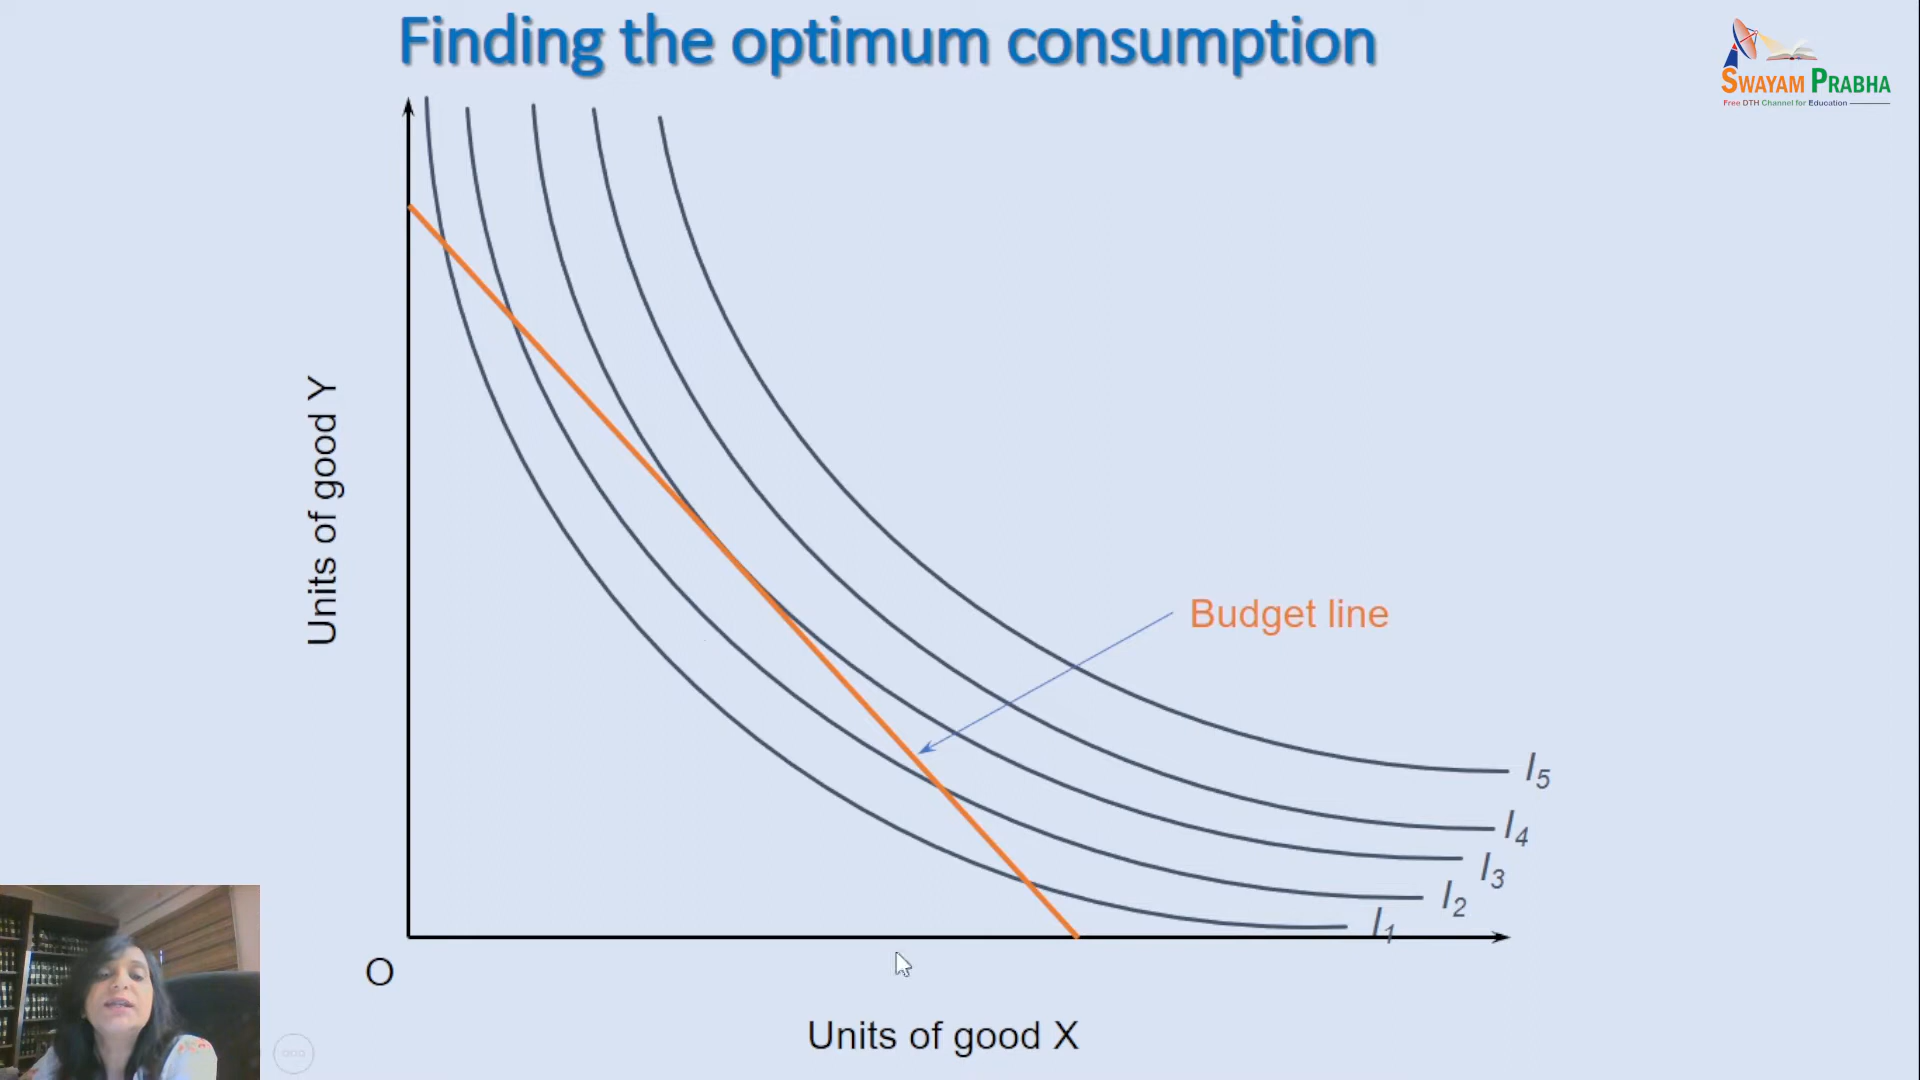 Finding the optimum consumption
SWAYAM PRABHA
Free DTH Channel for Education
Units of good Y
Budget line
I5
I4
I3
I2
I1
O
Units of good X